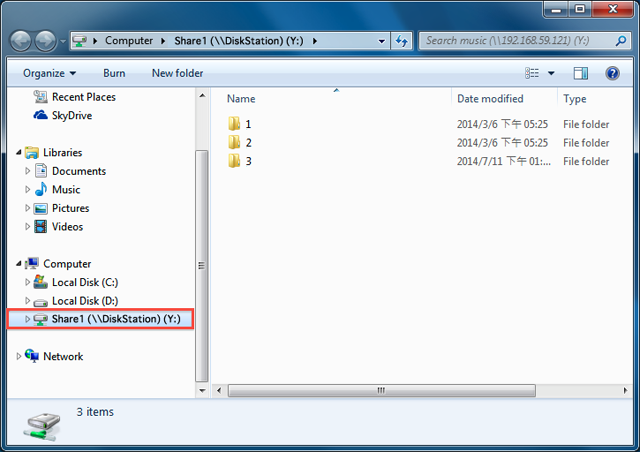 Computer Share1 (\\DiskStation) (Y:) Search music (\\192.168.59.121) (Y:)
Organize Burn New folder
Recent Places
SkyDrive
Libraries
Documents
Music
Pictures
Videos
Computer
Local Disk (C:)
Local Disk (D:)
Share1 (\\DiskStation) (Y:)
Network
Name Date modified Type
1 2014/3/6 下午 05:25 File folder
2 2014/3/6 下午 05:25 File folder
3 2014/7/11 下午 01:... File folder
3 items